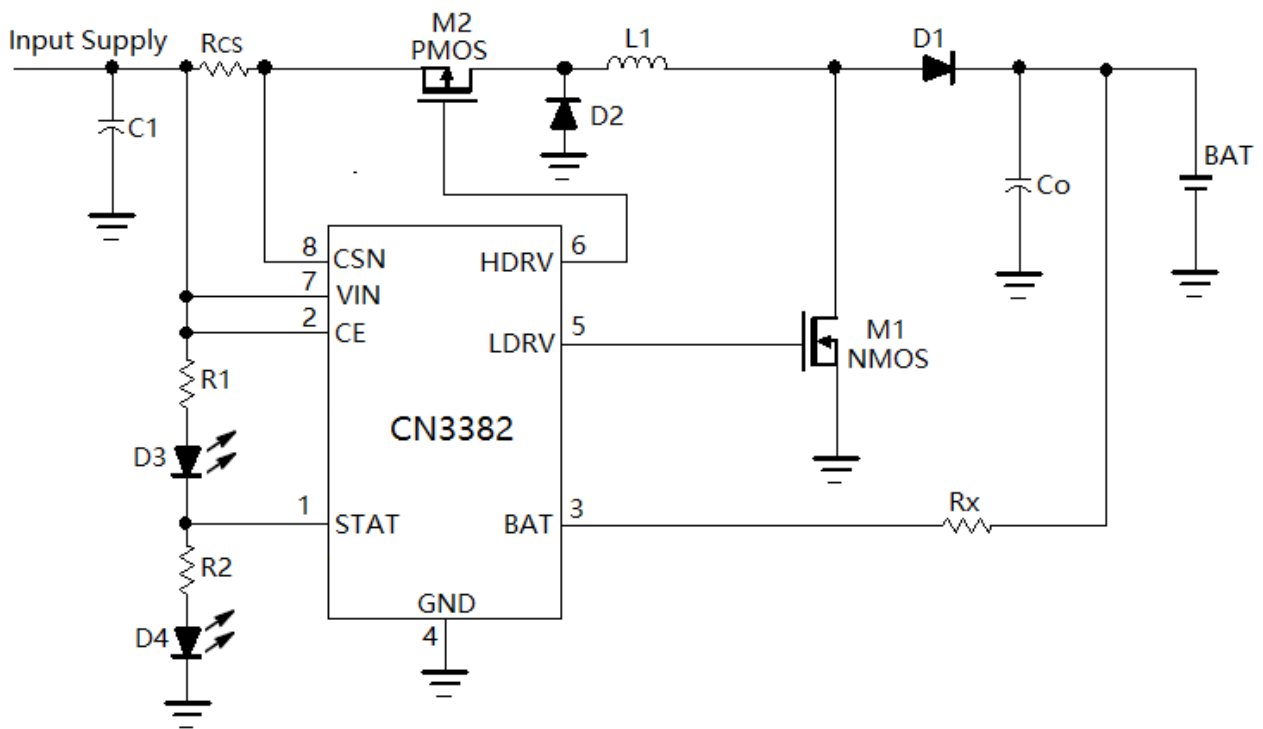 M2
Input Supply
RCS
PMOS
L1
D1
C1
D2
BAT
Co
8
CSN
HDRV
6
7
VIN
2
CE
LDRV
5
M1
NMOS
R1
CN3382
D3
1
STAT
BAT
3
Rx
R2
GND
D4
4